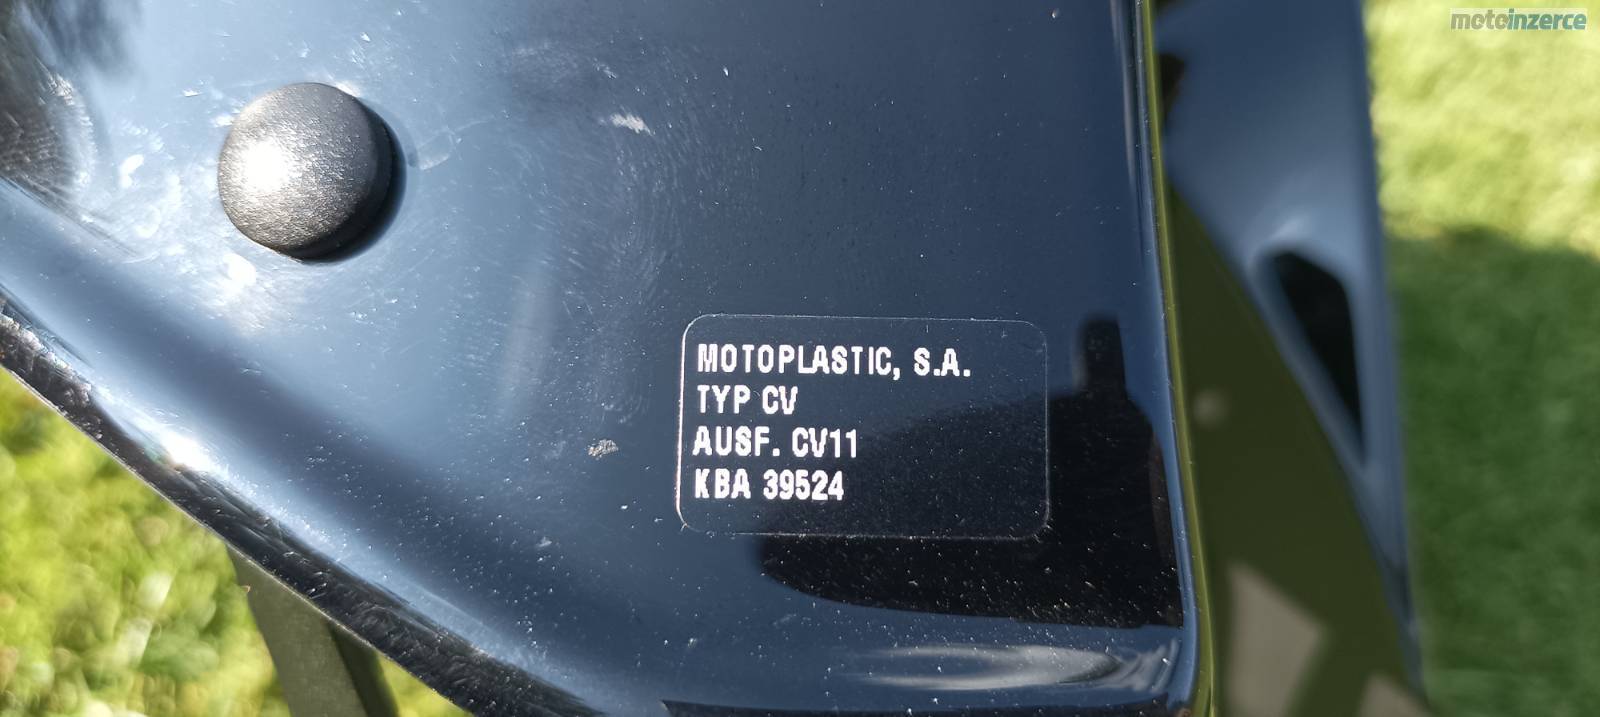 motoinzerce
MOTOPLASTIC, S.A.
TYP CV
AUSF. CV11
KBA 39524